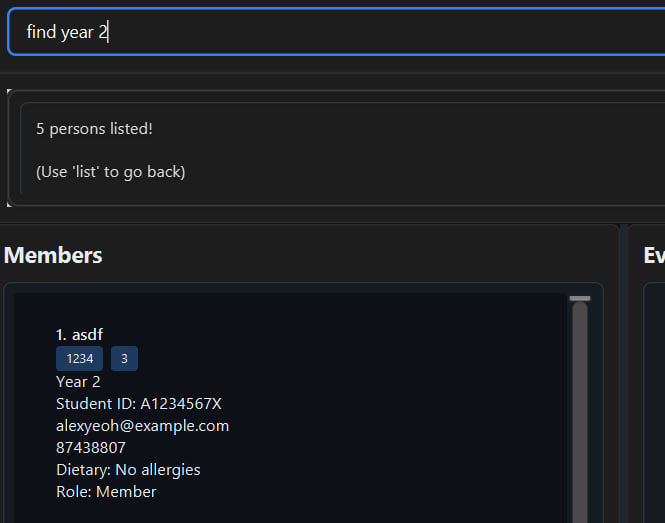 find year 2
5 persons listed!
(Use 'list' to go back)
Members
Ev
1. asdf
1234 3
Year 2
Student ID: A1234567X
alexyeoh@example.com
87438807
Dietary: No allergies
Role: Member